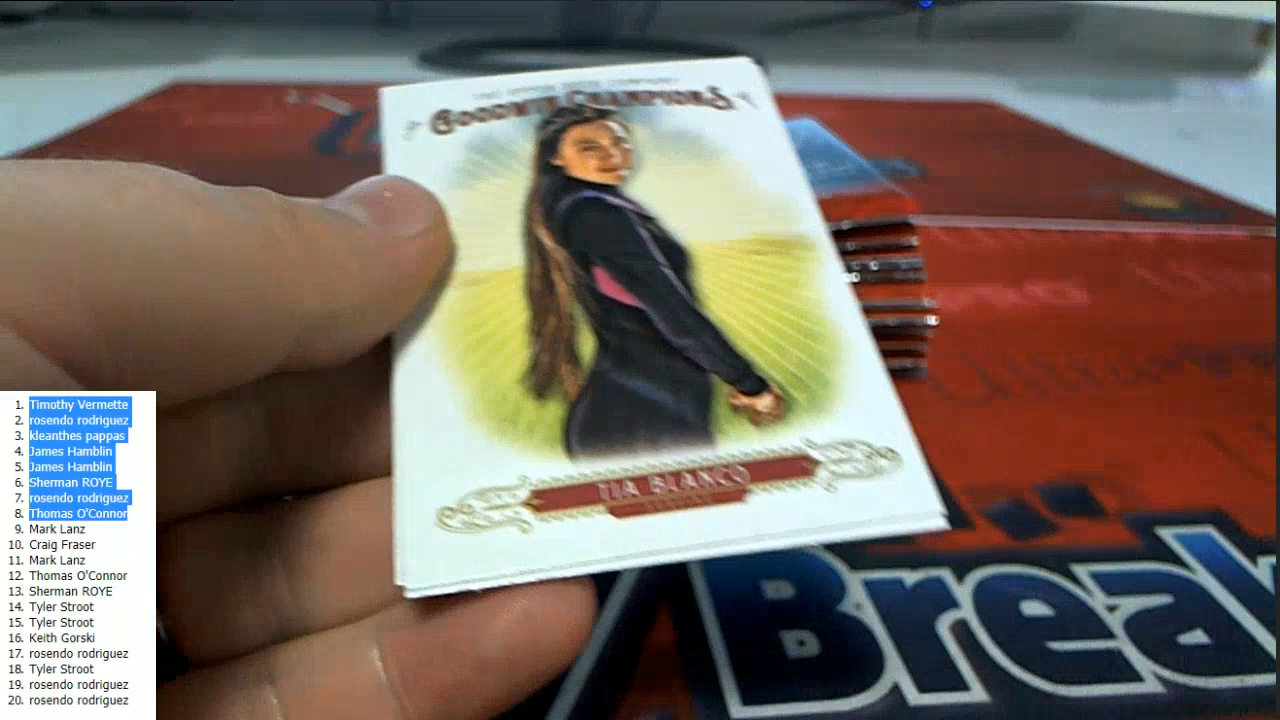 GOODWIN CHAMPIONS
TIA BLANCO
1. Timothy Vermette
2. rosendo rodriguez
3. kleanthes pappas
4. James Hamblin
5. James Hamblin
6. Sherman ROYE
7. rosendo rodriguez
8. Thomas O'Connor
9. Mark Lanz
10. Craig Fraser
11. Mark Lanz
12. Thomas O'Connor
13. Sherman ROYE
14. Tyler Stroot
15. Tyler Stroot
16. Keith Gorski
17. rosendo rodriguez
18. Tyler Stroot
19. rosendo rodriguez
20. rosendo rodriguez
Break